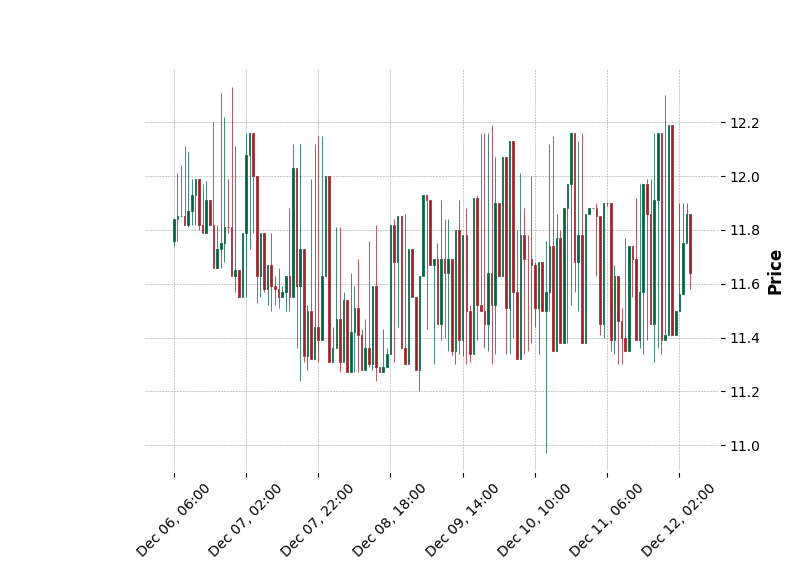 12.2
12.0
11.8
11.6
11.4
11.2
11.0
Price
Dec 06, 06:00
Dec 07, 02:00
Dec 07, 22:00
Dec 08, 18:00
Dec 09, 14:00
Dec 10, 10:00
Dec 11, 06:00
Dec 12, 02:00